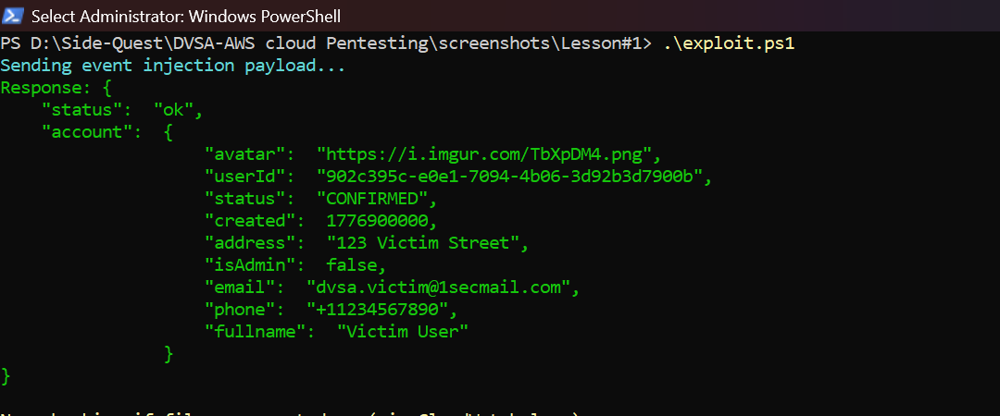 Select Administrator: Windows PowerShell
PS D:\Side-Quest\DVSA-AWS cloud Pentesting\screenshots\Lesson#1> .\exploit.ps1
Sending event injection payload...
Response: {
    "status":  "ok",
    "account":  {
                    "avatar":  "https://i.imgur.com/TbXpDM4.png",
                    "userId":  "902c395c-e0e1-7094-4b06-3d92b3d7900b",
                    "status":  "CONFIRMED",
                    "created":  1776900000,
                    "address":  "123 Victim Street",
                    "isAdmin":  false,
                    "email":  "dvsa.victim@1secmail.com",
                    "phone":  "+11234567890",
                    "fullname":  "Victim User"
                }
}